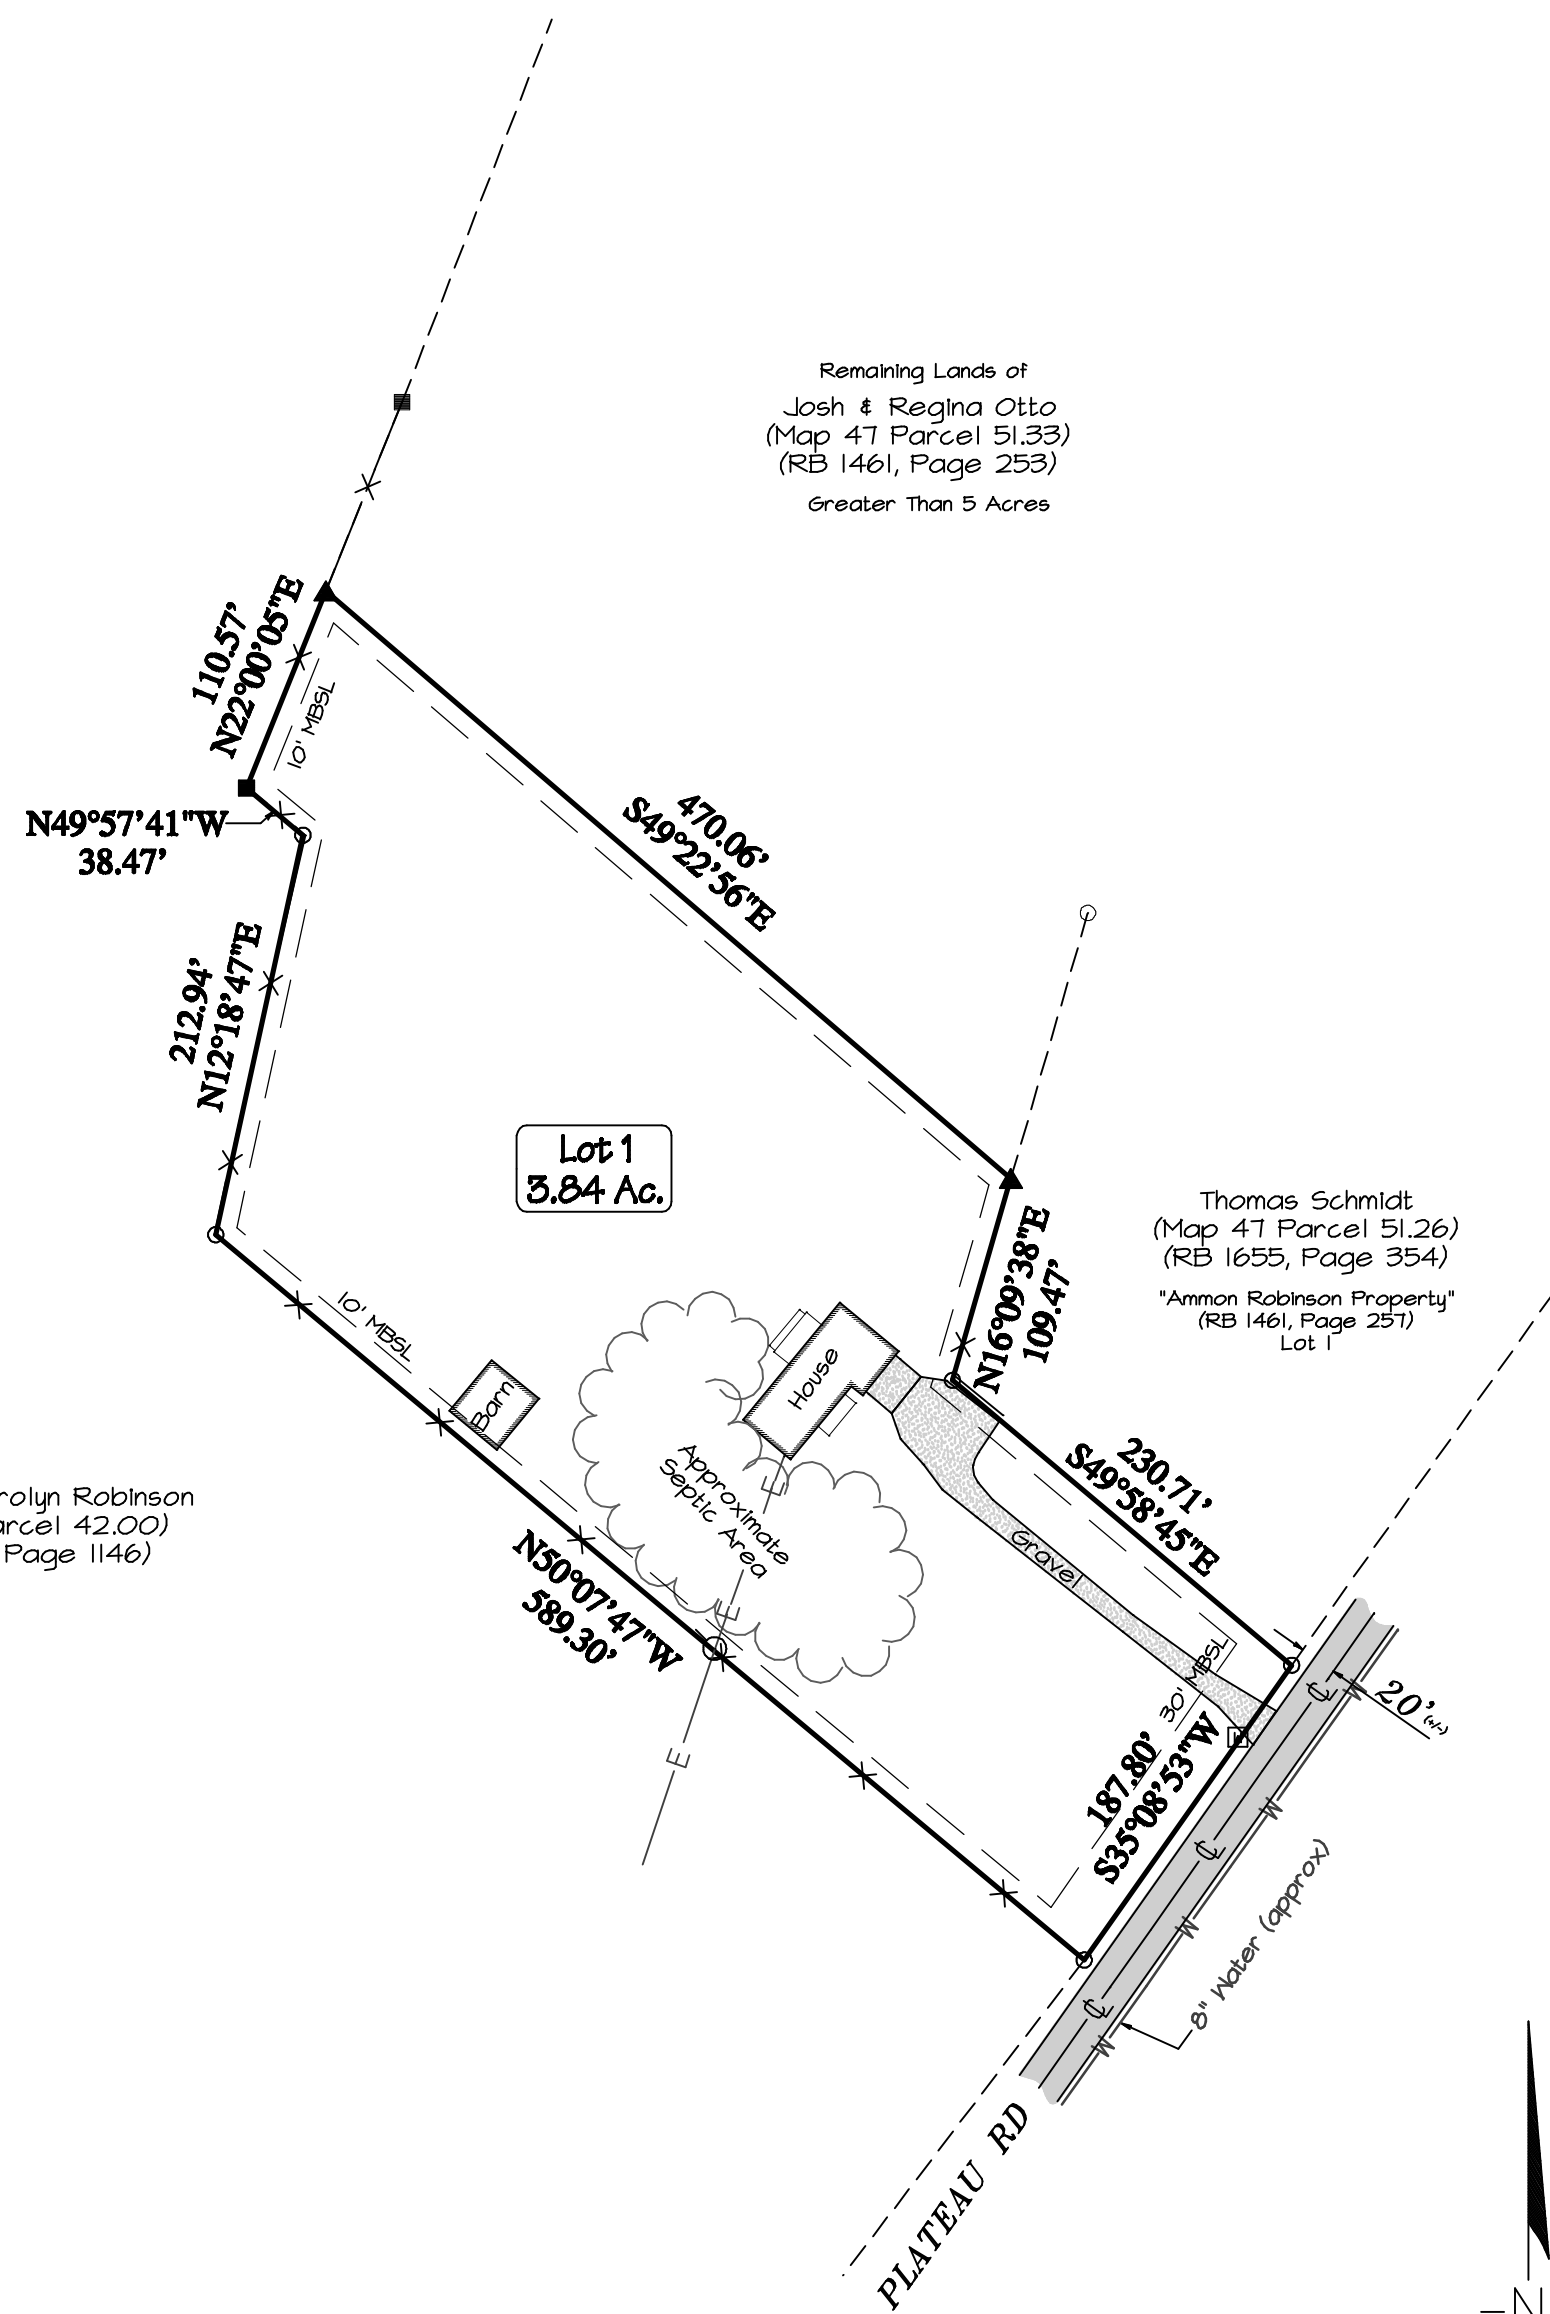 Remaining Lands of
Josh & Regina Otto
(Map 47 Parcel 51.33)
(RB 1461, Page 253)
Greater Than 5 Acres
110.57’
N22°00’05"E
10' MBSL
N49°57’41"W
38.47’
470.06’
S49°22’56"E
212.94’
N12°18’47"E
Lot 1
3.84 Ac.
Thomas Schmidt
(Map 47 Parcel 51.26)
(RB 1655, Page 354)
"Ammon Robinson Property"
(RB 1461, Page 257)
Lot 1
N16°09’38"E
109.47’
10' MBSL
House
Barn
230.71’
S49°58’45"E
Approximate
Septic Area
E
rolyn Robinson
arcel 42.00)
Page 1146)
Gravel
N50°07’47"W
589.30’
E
30' MBSL
187.80’
S35°08’53"W
20’(+/-)
℄
W
E
W
℄
W
8" Water (approx)
℄
W
PLATEAU RD
N